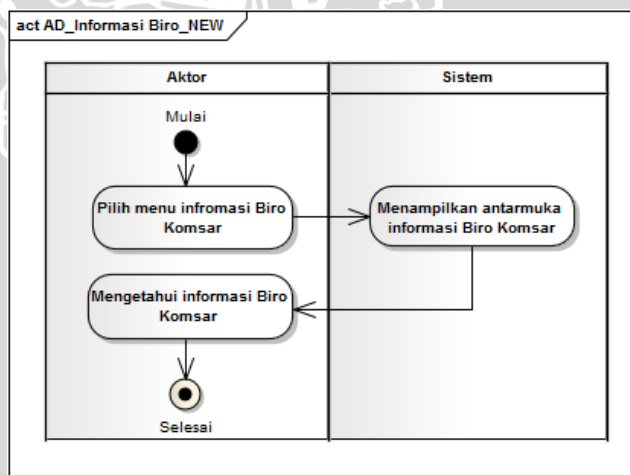 act AD_Informasi Biro_NEW
Aktor
Sistem
Mulai
Pilih menu infromasi Biro
Komsar
Menampilkan antarmuka
informasi Biro Komsar
Mengetahui informasi Biro
Komsar
Selesai